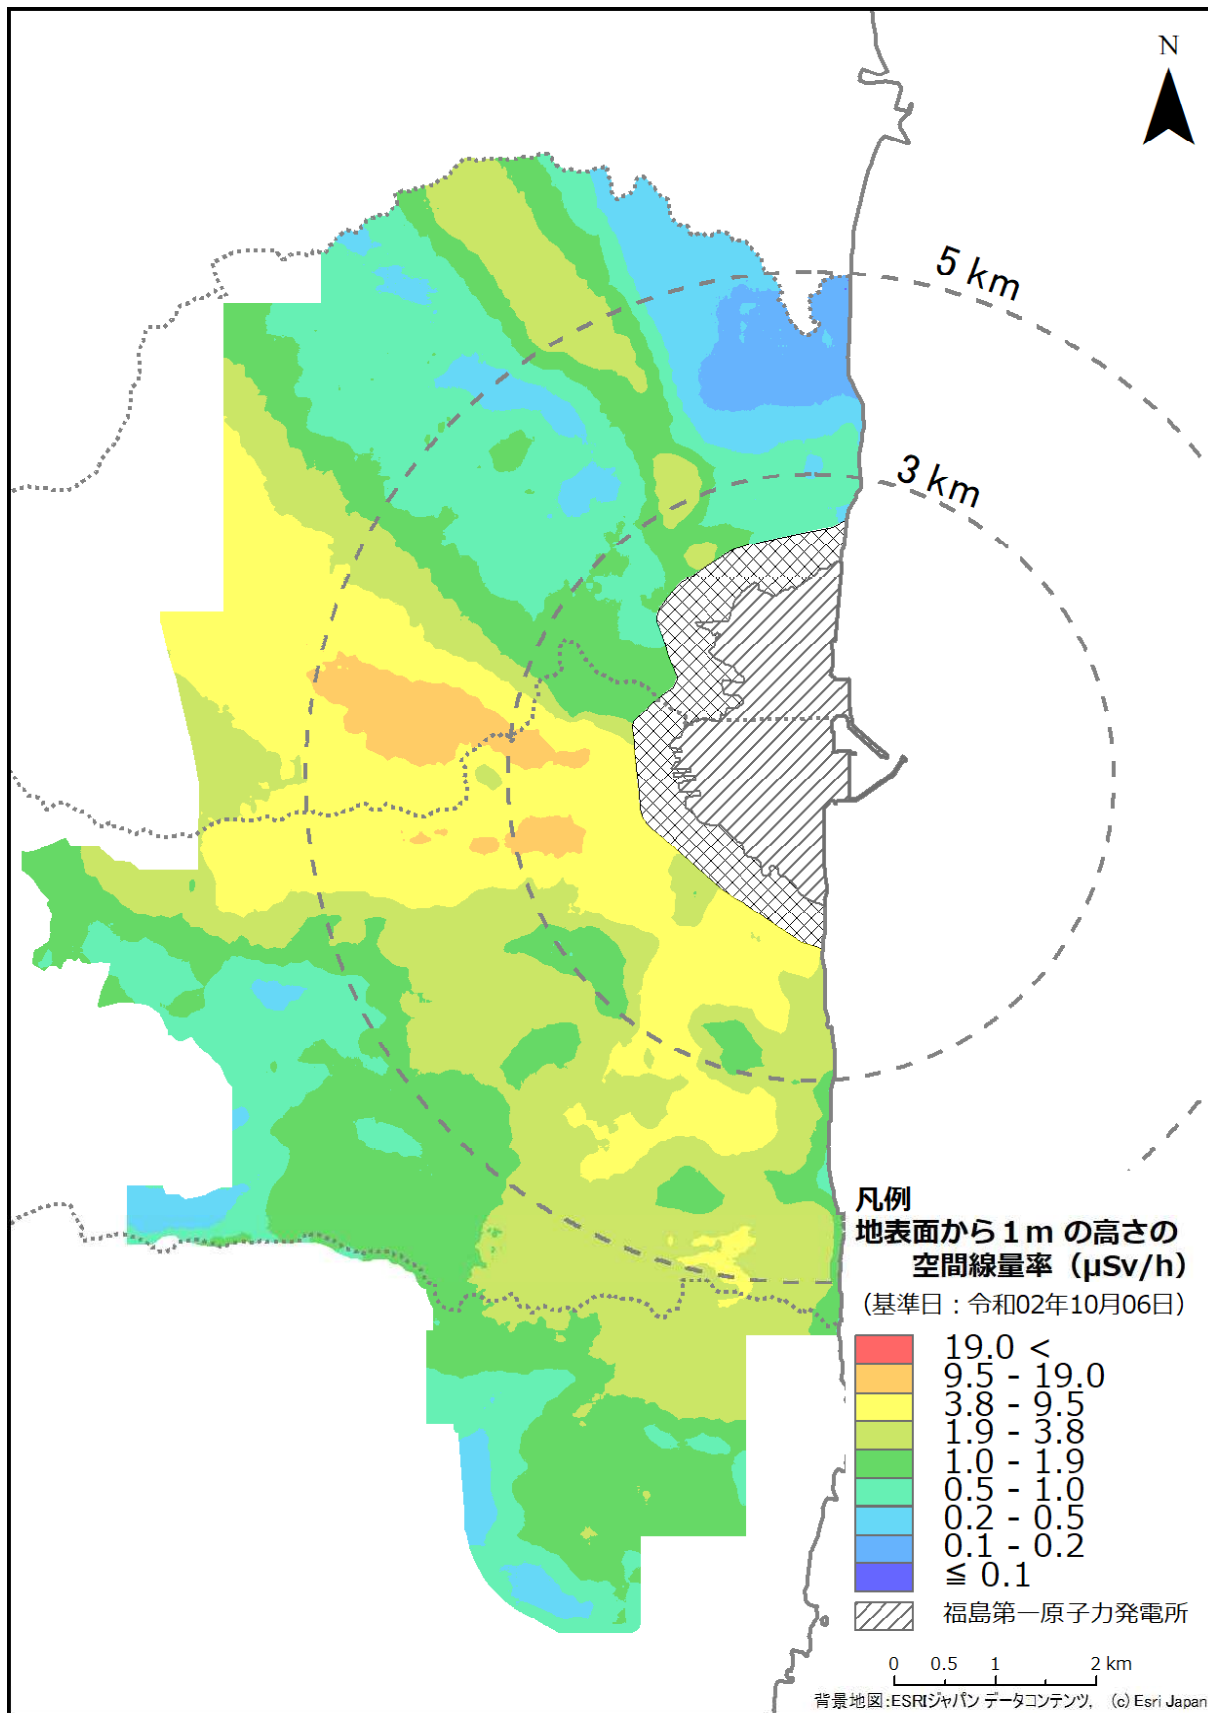 N
5 km
3 km
凡例
地表面から1m の高さの
空間線量率（μSv/h）
（基準日：令和02年10月06日）
19.0 <
9.5 - 19.0
3.8 - 9.5
1.9 - 3.8
1.0 - 1.9
0.5 - 1.0
0.2 - 0.5
0.1 - 0.2
≦ 0.1
福島第一原子力発電所
0 0.5 1 2 km
背景地図:ESRIジャパン データコンテンツ, (c) Esri Japan